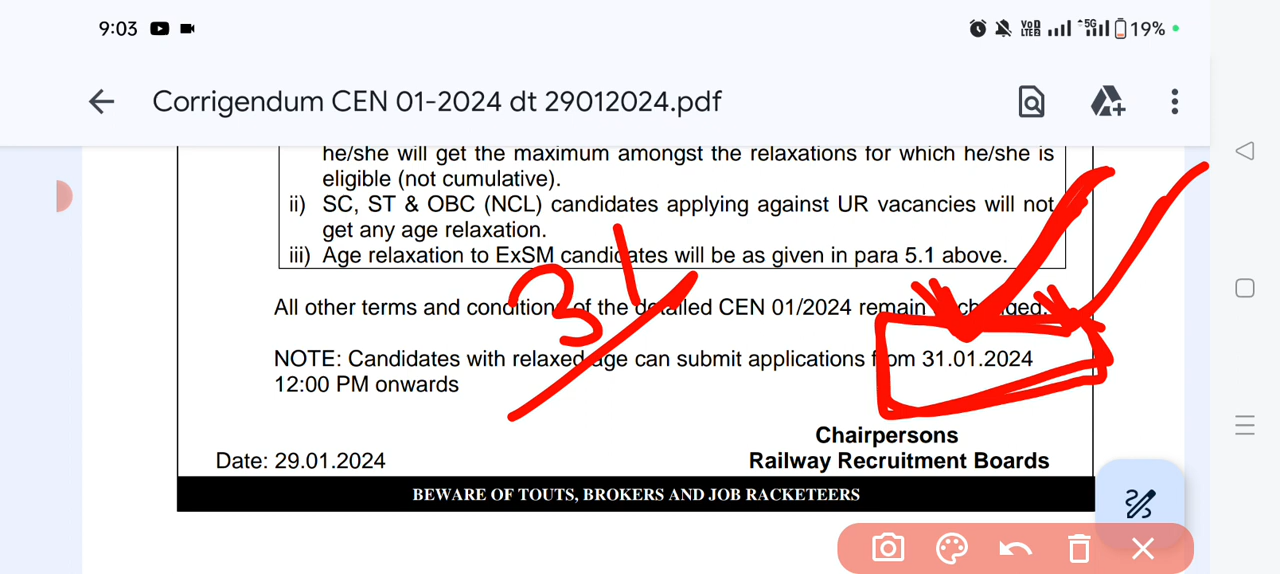 9:03 VoD LTE2 5G 19%
Corrigendum CEN 01-2024 dt 29012024.pdf
he/she will get the maximum amongst the relaxations for which he/she is
eligible (not cumulative).
ii) SC, ST & OBC (NCL) candidates applying against UR vacancies will not
get any age relaxation.
iii) Age relaxation to ExSM candidates will be as given in para 5.1 above.
All other terms and conditions of the detailed CEN 01/2024 remain unchanged.
31
NOTE: Candidates with relaxed age can submit applications from 31.01.2024
12:00 PM onwards
Chairpersons
Date: 29.01.2024 Railway Recruitment Boards
BEWARE OF TOUTS, BROKERS AND JOB RACKETEERS